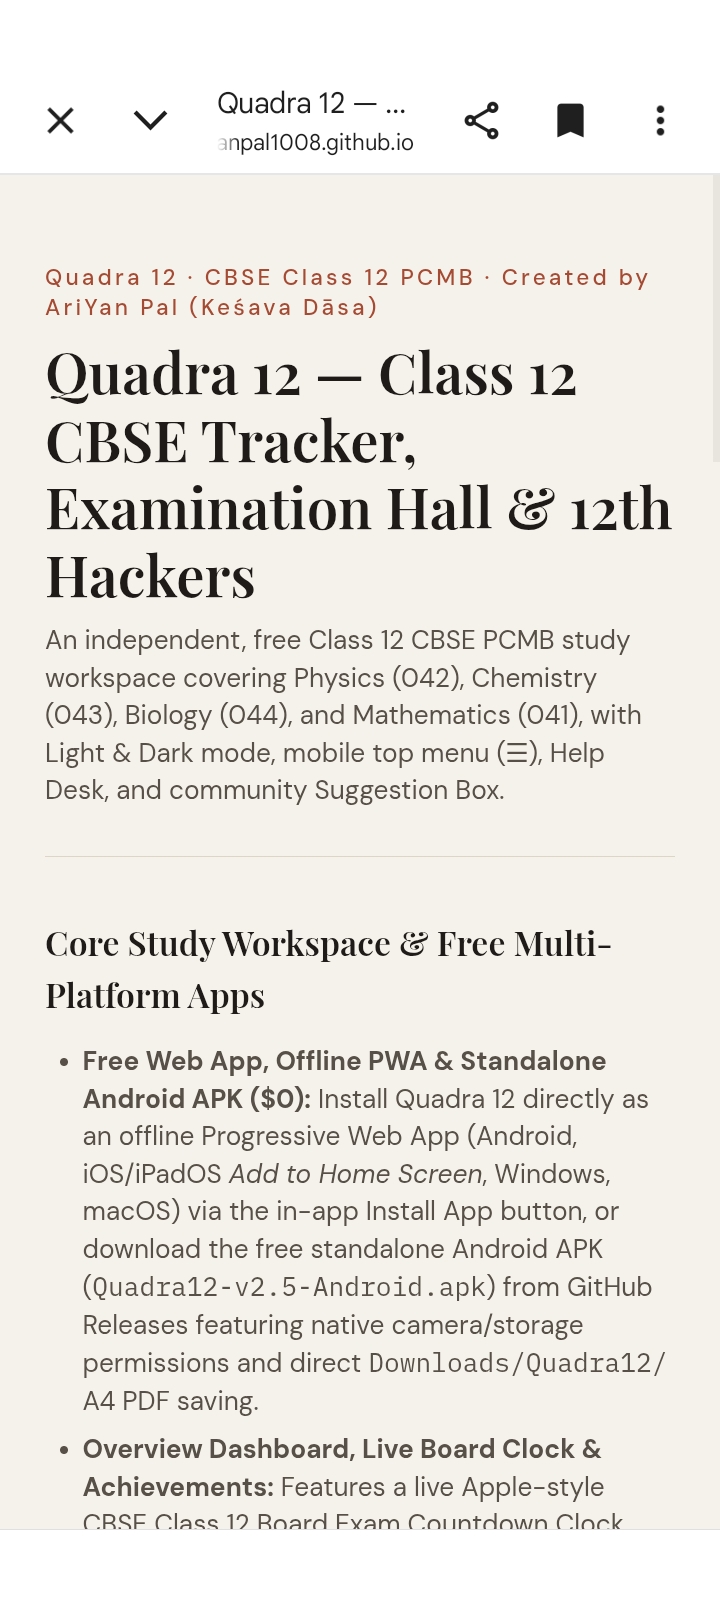 Quadra 12 — ...
anpal1008.github.io
Quadra 12 · CBSE Class 12 PCMB · Created by
AriYan Pal (Keśava Dāsa)
Quadra 12 — Class 12
CBSE Tracker,
Examination Hall & 12th
Hackers
An independent, free Class 12 CBSE PCMB study
workspace covering Physics (042), Chemistry
(043), Biology (044), and Mathematics (041), with
Light & Dark mode, mobile top menu (☰), Help
Desk, and community Suggestion Box.
Core Study Workspace & Free Multi-
Platform Apps
• Free Web App, Offline PWA & Standalone
Android APK ($0): Install Quadra 12 directly as
an offline Progressive Web App (Android,
iOS/iPadOS Add to Home Screen, Windows,
macOS) via the in-app Install App button, or
download the free standalone Android APK
(Quadra12-v2.5-Android.apk) from GitHub
Releases featuring native camera/storage
permissions and direct Downloads/Quadra12/
A4 PDF saving.
• Overview Dashboard, Live Board Clock &
Achievements: Features a live Apple-style
CBSE Class 12 Board Exam Countdown Clock